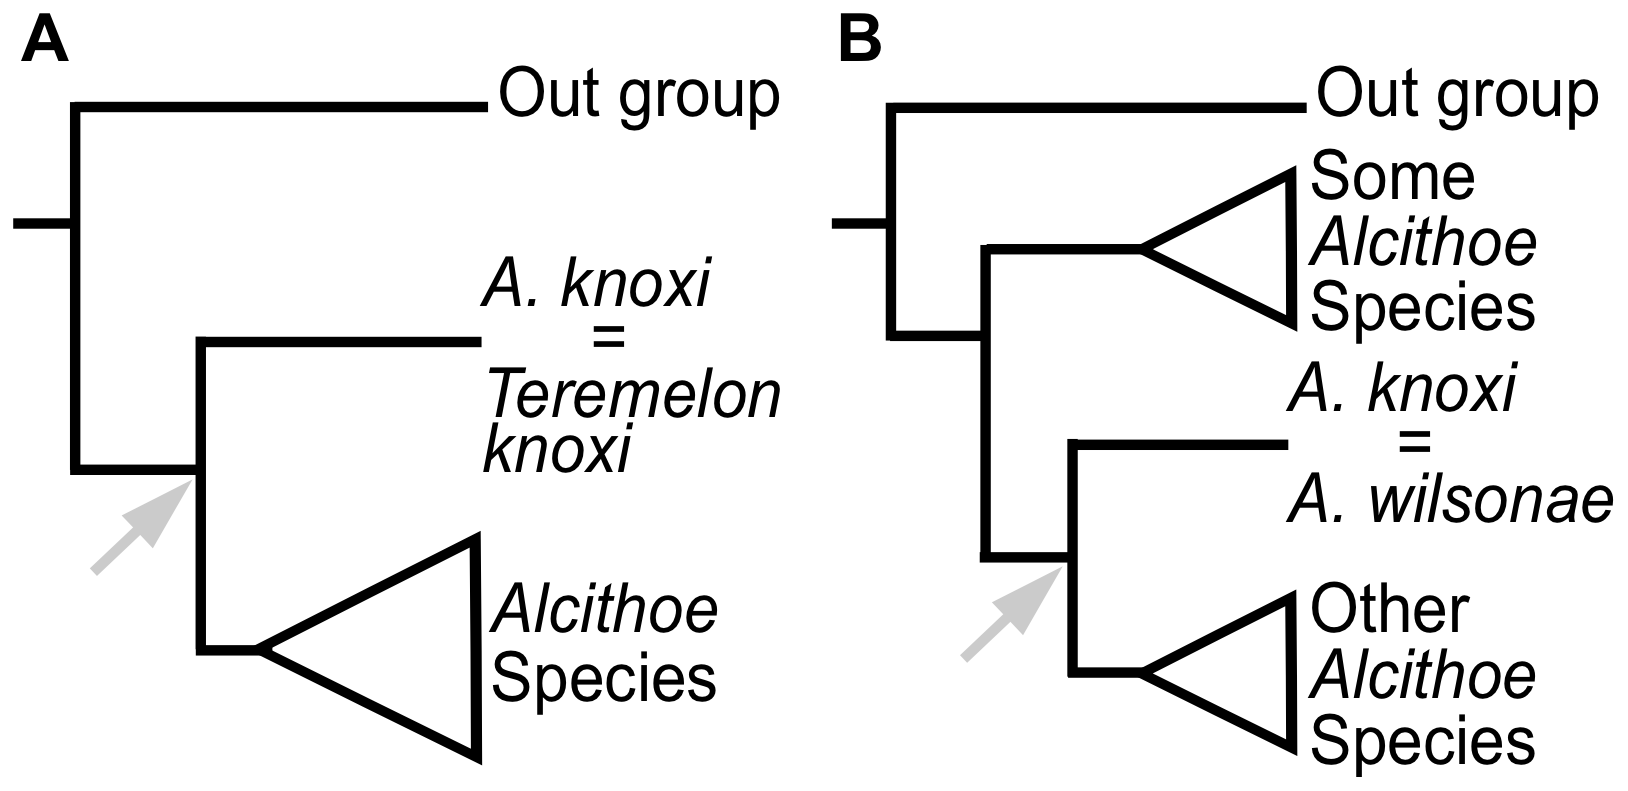 A
Out group
A. knoxi
=
Teremelon
knoxi
Alcithoe
Species
B
Out group
Some
Alcithoe
Species
A. knoxi
=
A. wilsonae
Other
Alcithoe
Species